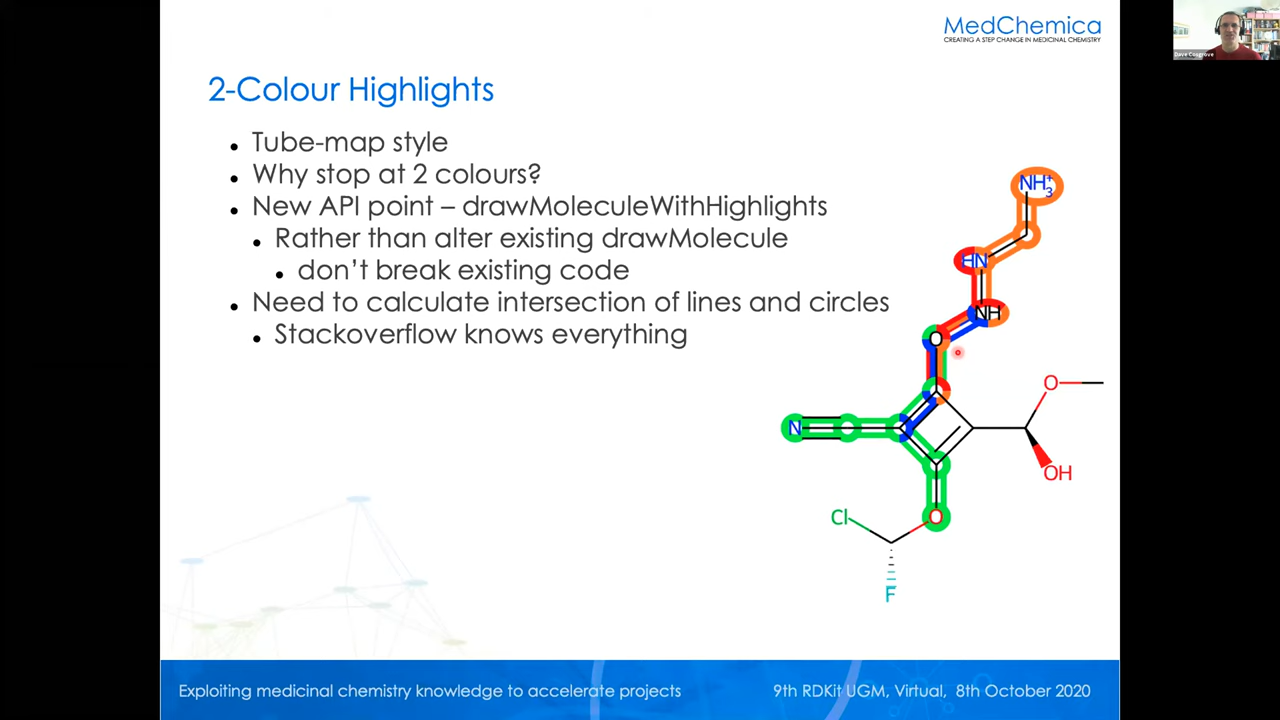 MedChemica
CREATING A STEP CHANGE IN MEDICINAL CHEMISTRY
Dave Cosgrove
2-Colour Highlights
• Tube-map style
• Why stop at 2 colours?
• New API point – drawMoleculeWithHighlights
• Rather than alter existing drawMolecule
• don't break existing code
• Need to calculate intersection of lines and circles
• Stackoverflow knows everything
NH3+
HN
NH
O
O
N
OH
Cl
O
F
Exploiting medicinal chemistry knowledge to accelerate projects
9th RDKit UGM, Virtual, 8th October 2020